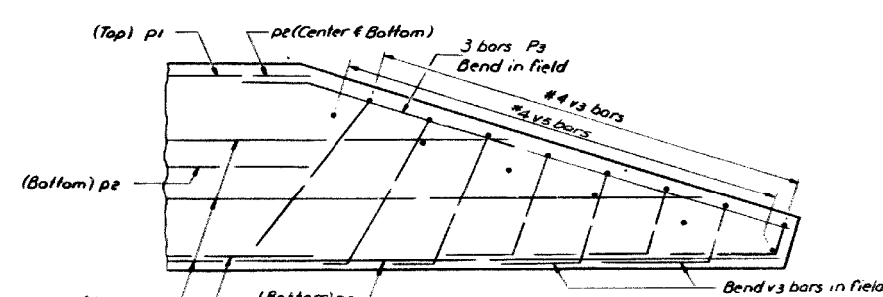 (Top) p1
p2 (Center & Bottom)
3 bars P3
Bend in field
#4 v3 bars
#4 v5 bars
(Bottom) p2
(Bottom)
Bend v3 bars in field